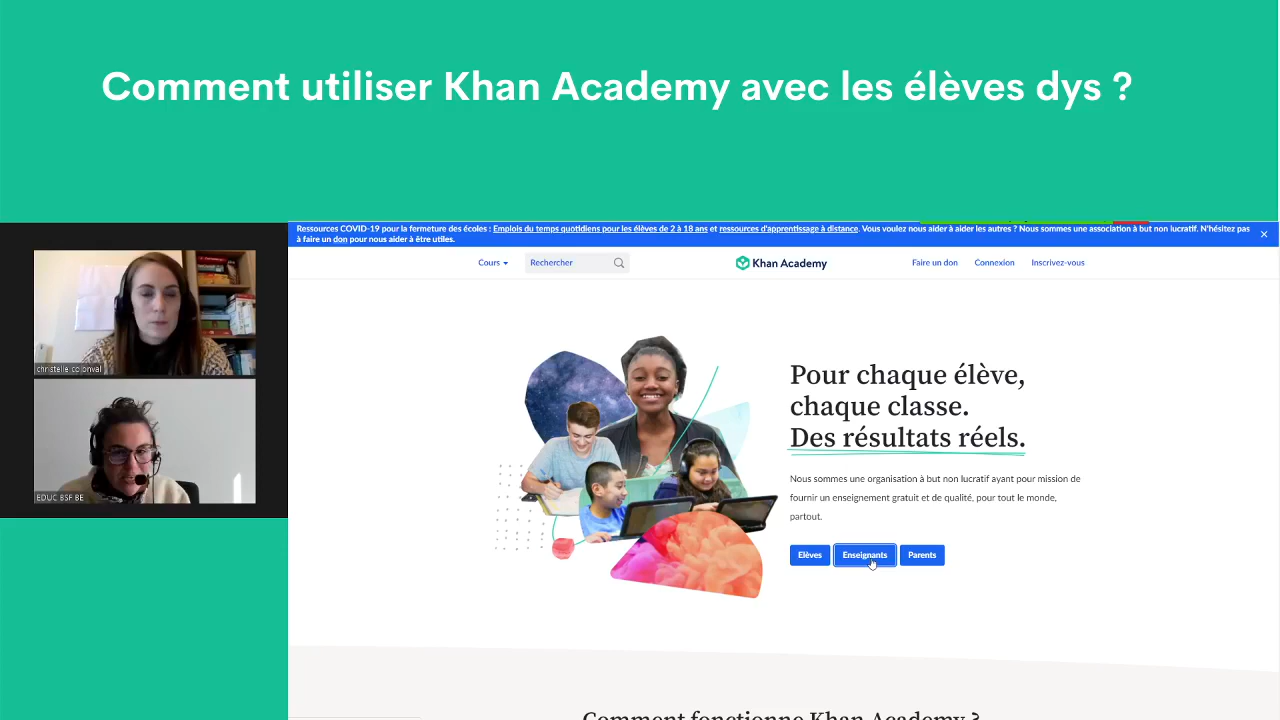 Comment utiliser Khan Academy avec les élèves dys ?
Ressources COVID-19 pour la fermeture des écoles : Emplois du temps quotidiens pour les élèves de 2 à 18 ans et ressources d'apprentissage à distance. Vous voulez nous aider à aider les autres ? Nous sommes une association à but non lucratif. N'hésitez pas
à faire un don pour nous aider à être utiles.
Cours
Rechercher
Khan Academy
Faire un don
Connexion
Inscrivez-vous
christelle colonval
EDUC BSF BE
Pour chaque élève,
chaque classe.
Des résultats réels.
Nous sommes une organisation à but non lucratif ayant pour mission de
fournir un enseignement gratuit et de qualité, pour tout le monde,
partout.
Elèves
Enseignants
Parents
Comment fonctionne Khan Academy ?